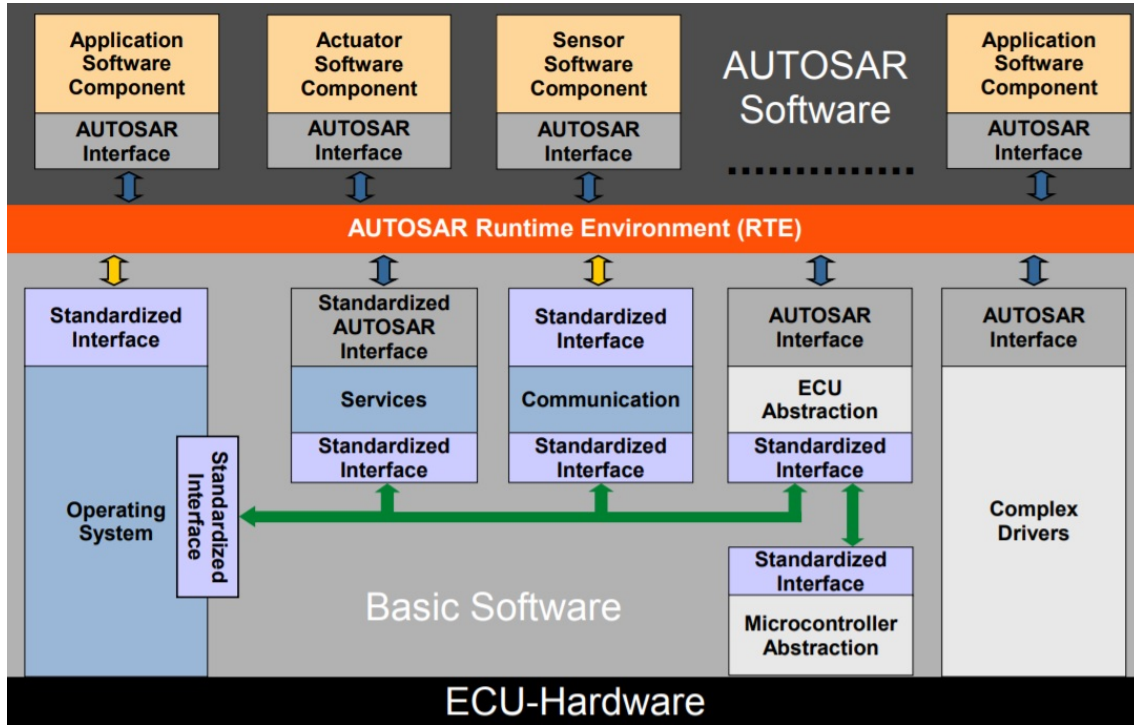 Application
Software
Component
AUTOSAR
Interface
Actuator
Software
Component
AUTOSAR
Interface
Sensor
Software
Component
AUTOSAR
Interface
AUTOSAR
Software
Application
Software
Component
AUTOSAR
Interface
AUTOSAR Runtime Environment (RTE)
Standardized
Interface
Operating
System
Standardized
Interface
Standardized
AUTOSAR
Interface
Services
Standardized
Interface
Standardized
Interface
Communication
Standardized
Interface
AUTOSAR
Interface
ECU
Abstraction
Standardized
Interface
Standardized
Interface
Microcontroller
Abstraction
AUTOSAR
Interface
Complex
Drivers
Basic Software
ECU-Hardware